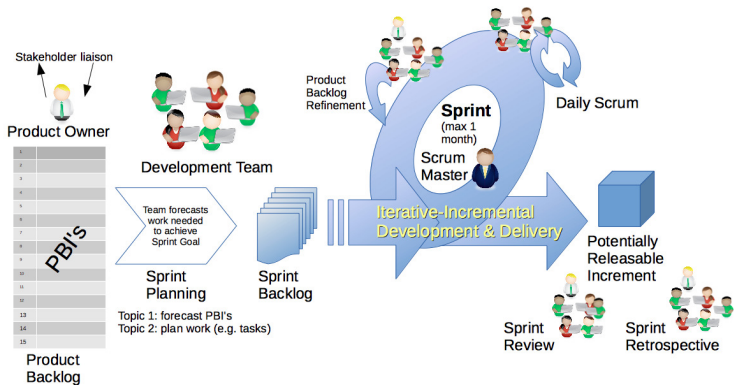 Stakeholder liaison
Product Owner
1
2
3
4
5
6
7
8
9
10
11
12
13
14
15
PBI's
Product
Backlog
Development Team
Team forecasts
work needed
to achieve
Sprint Goal
Sprint
Planning
Topic 1: forecast PBI's
Topic 2: plan work (e.g. tasks)
Sprint
Backlog
Product
Backlog
Refinement
Sprint
(max 1
month)
Scrum
Master
Daily Scrum
Iterative-Incremental
Development & Delivery
Potentially
Releasable
Increment
Sprint
Review
Sprint
Retrospective